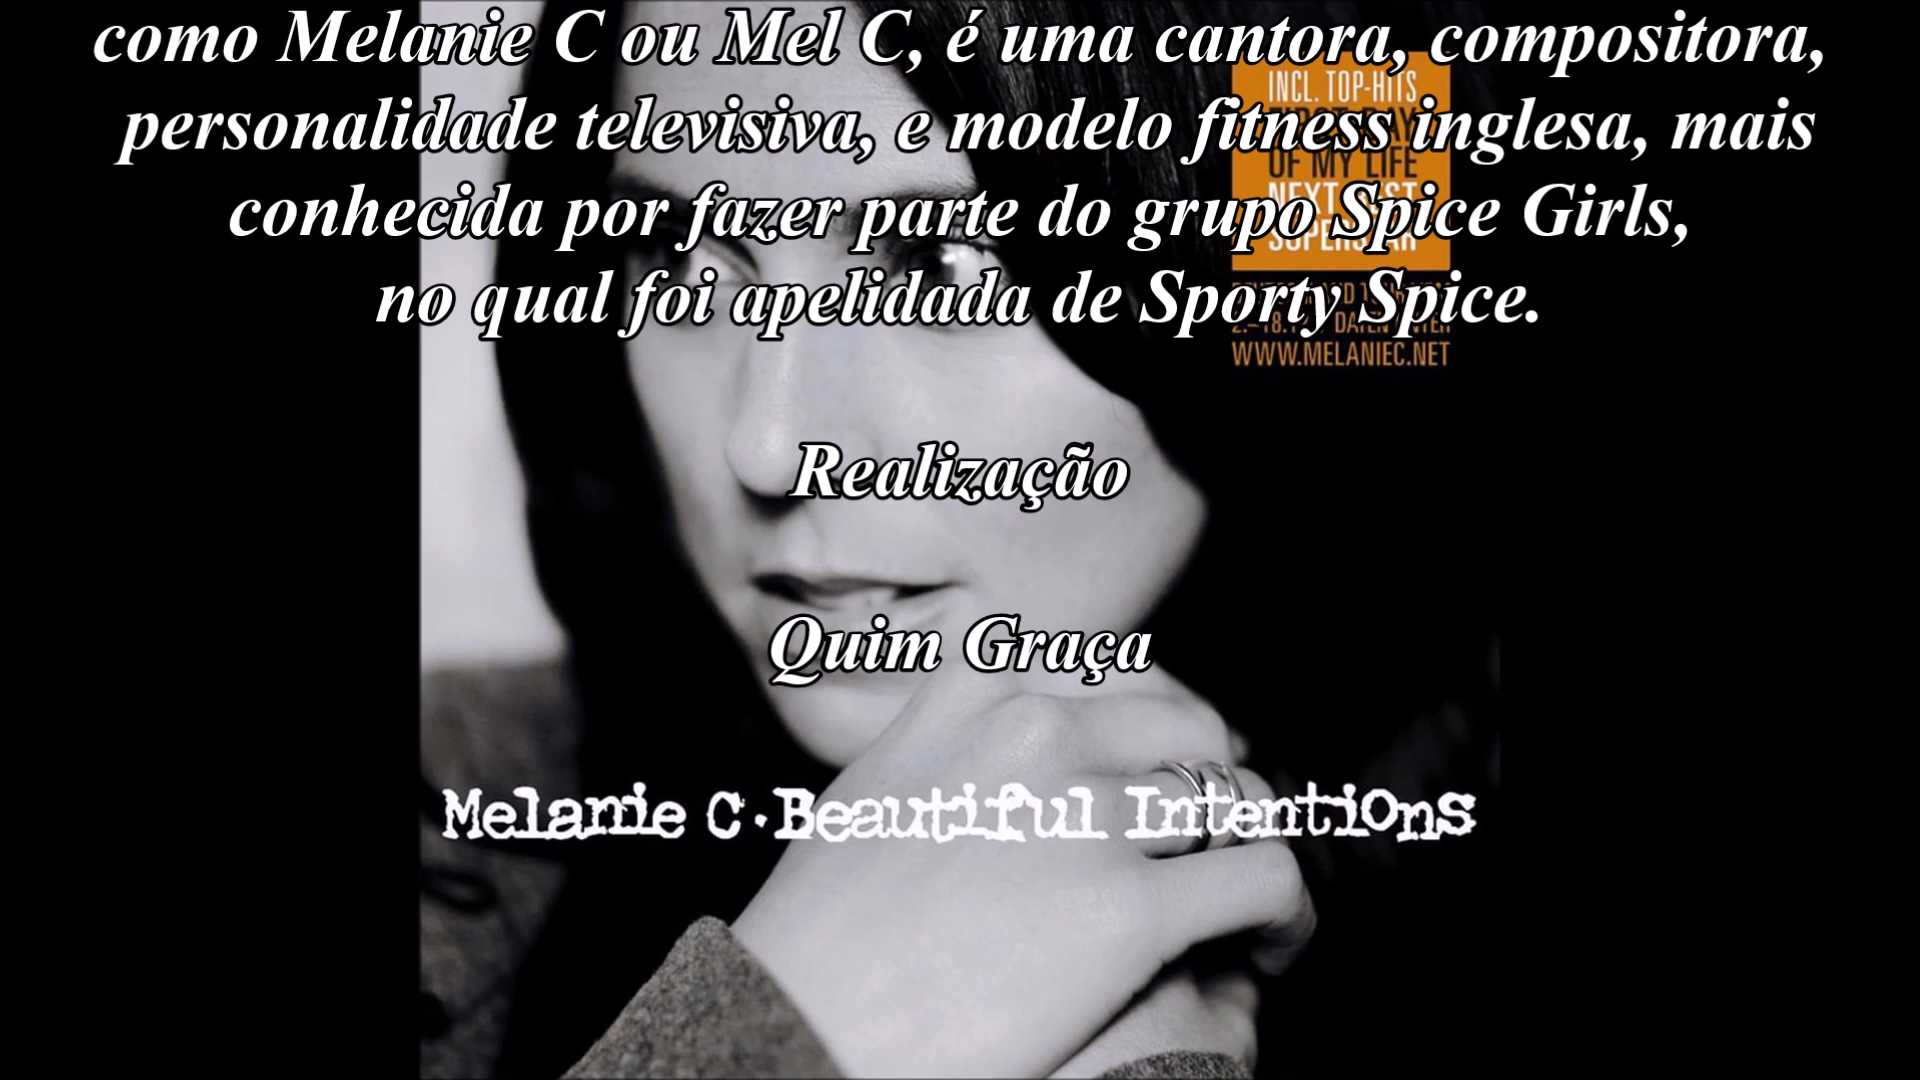 como Melanie C ou Mel C, é uma cantora, compositora,
personalidade televisiva, e modelo fitness inglesa, mais
conhecida por fazer parte do grupo Spice Girls,
no qual foi apelidada de Sporty Spice.
INCL. TOP-HITS
OF MY LIFE
WWW.MELANIEC.NET
Realização
Quim Graça
Melanie C · Beautiful Intentions